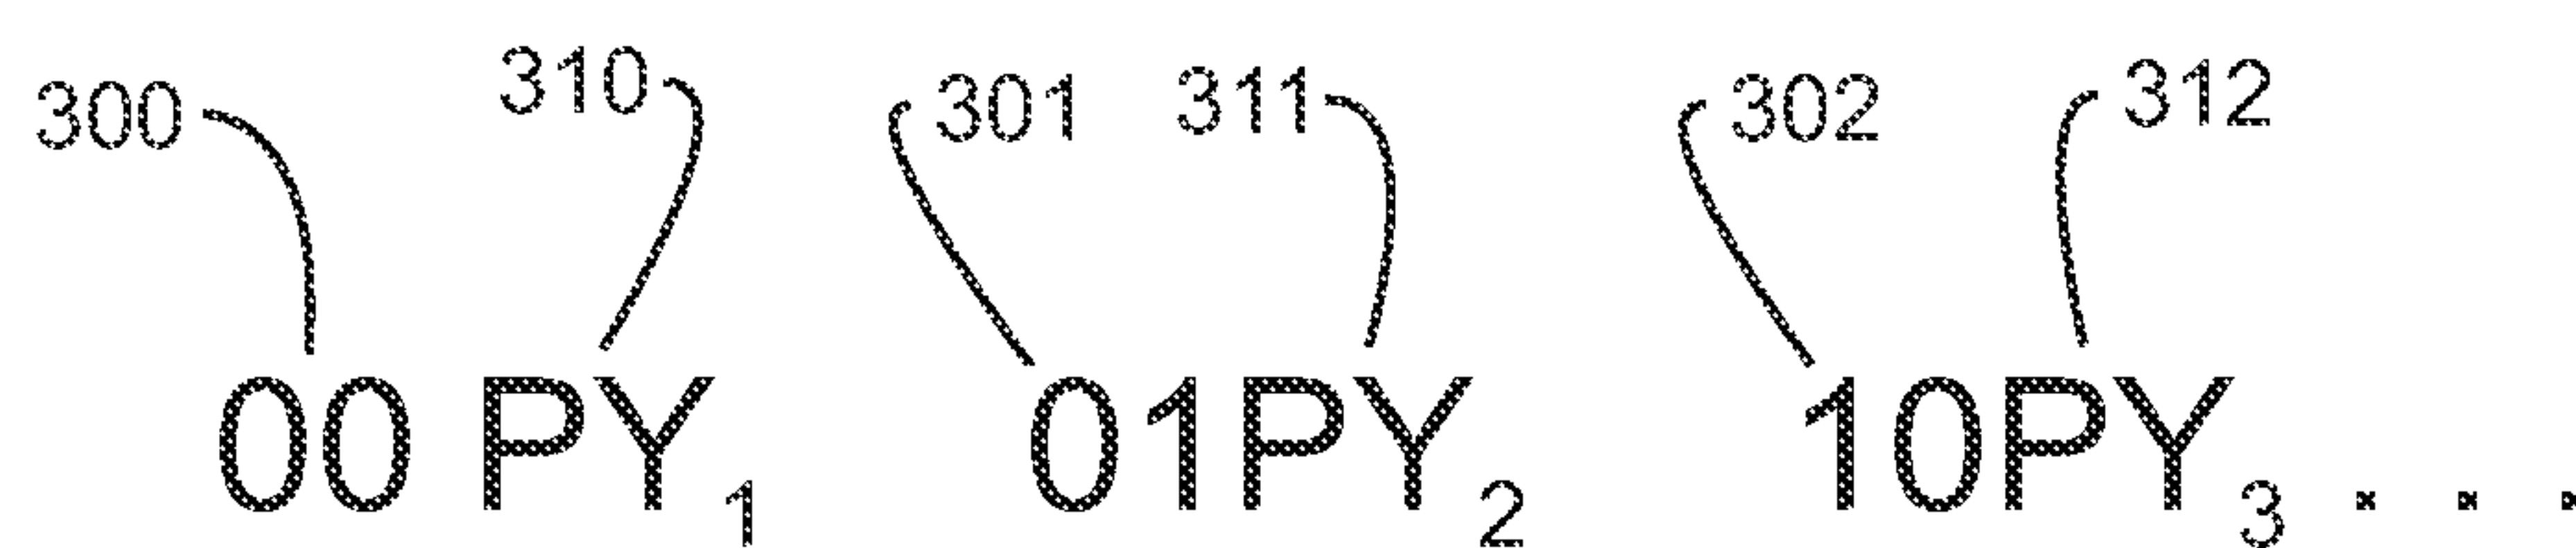 300 310 301 311 302 312
00 PY₁ 01PY₂ 10PY₃ . . .